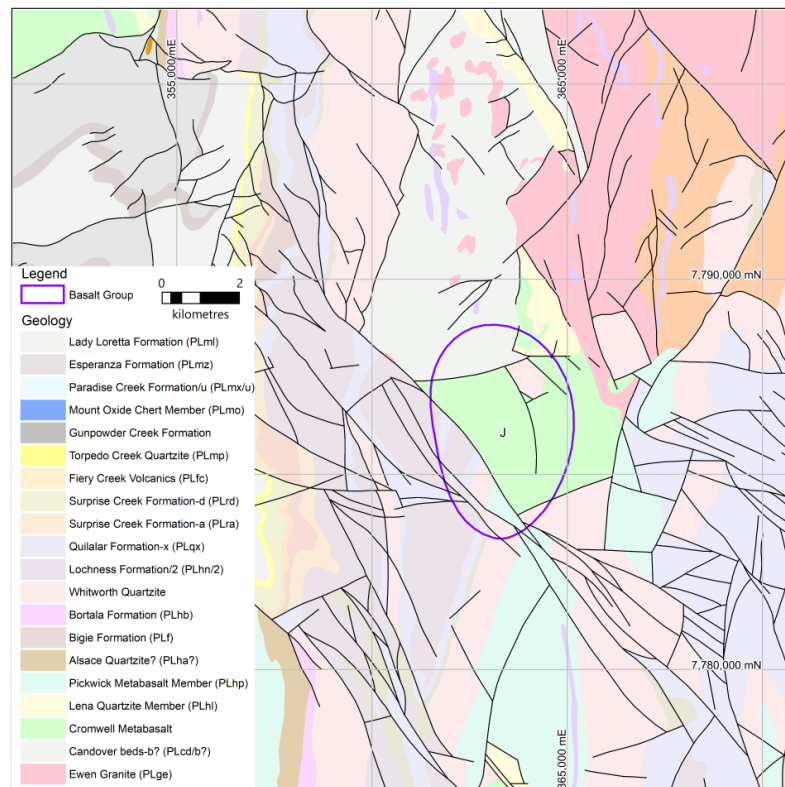 355,000 mE
365,000 mE
7,790,000 mN
Legend
Basalt Group
0 2
kilometres
Geology
Lady Loretta Formation (PLml)
Esperanza Formation (PLmz)
Paradise Creek Formation/u (PLmx/u)
Mount Oxide Chert Member (PLmo)
Gunpowder Creek Formation
Torpedo Creek Quartzite (PLmp)
Fiery Creek Volcanics (PLfc)
Surprise Creek Formation-d (PLrd)
Surprise Creek Formation-a (PLra)
Quilalar Formation-x (PLqx)
Lochness Formation/2 (PLhn/2)
Whitworth Quartzite
Bortala Formation (PLhb)
Bigie Formation (PLf)
Alsace Quartzite? (PLha?)
Pickwick Metabasalt Member (PLhp)
Lena Quartzite Member (PLhl)
Cromwell Metabasalt
Candover beds-b? (PLcd/b?)
Ewen Granite (PLge)
J
7,780,000 mN
365,000 mE